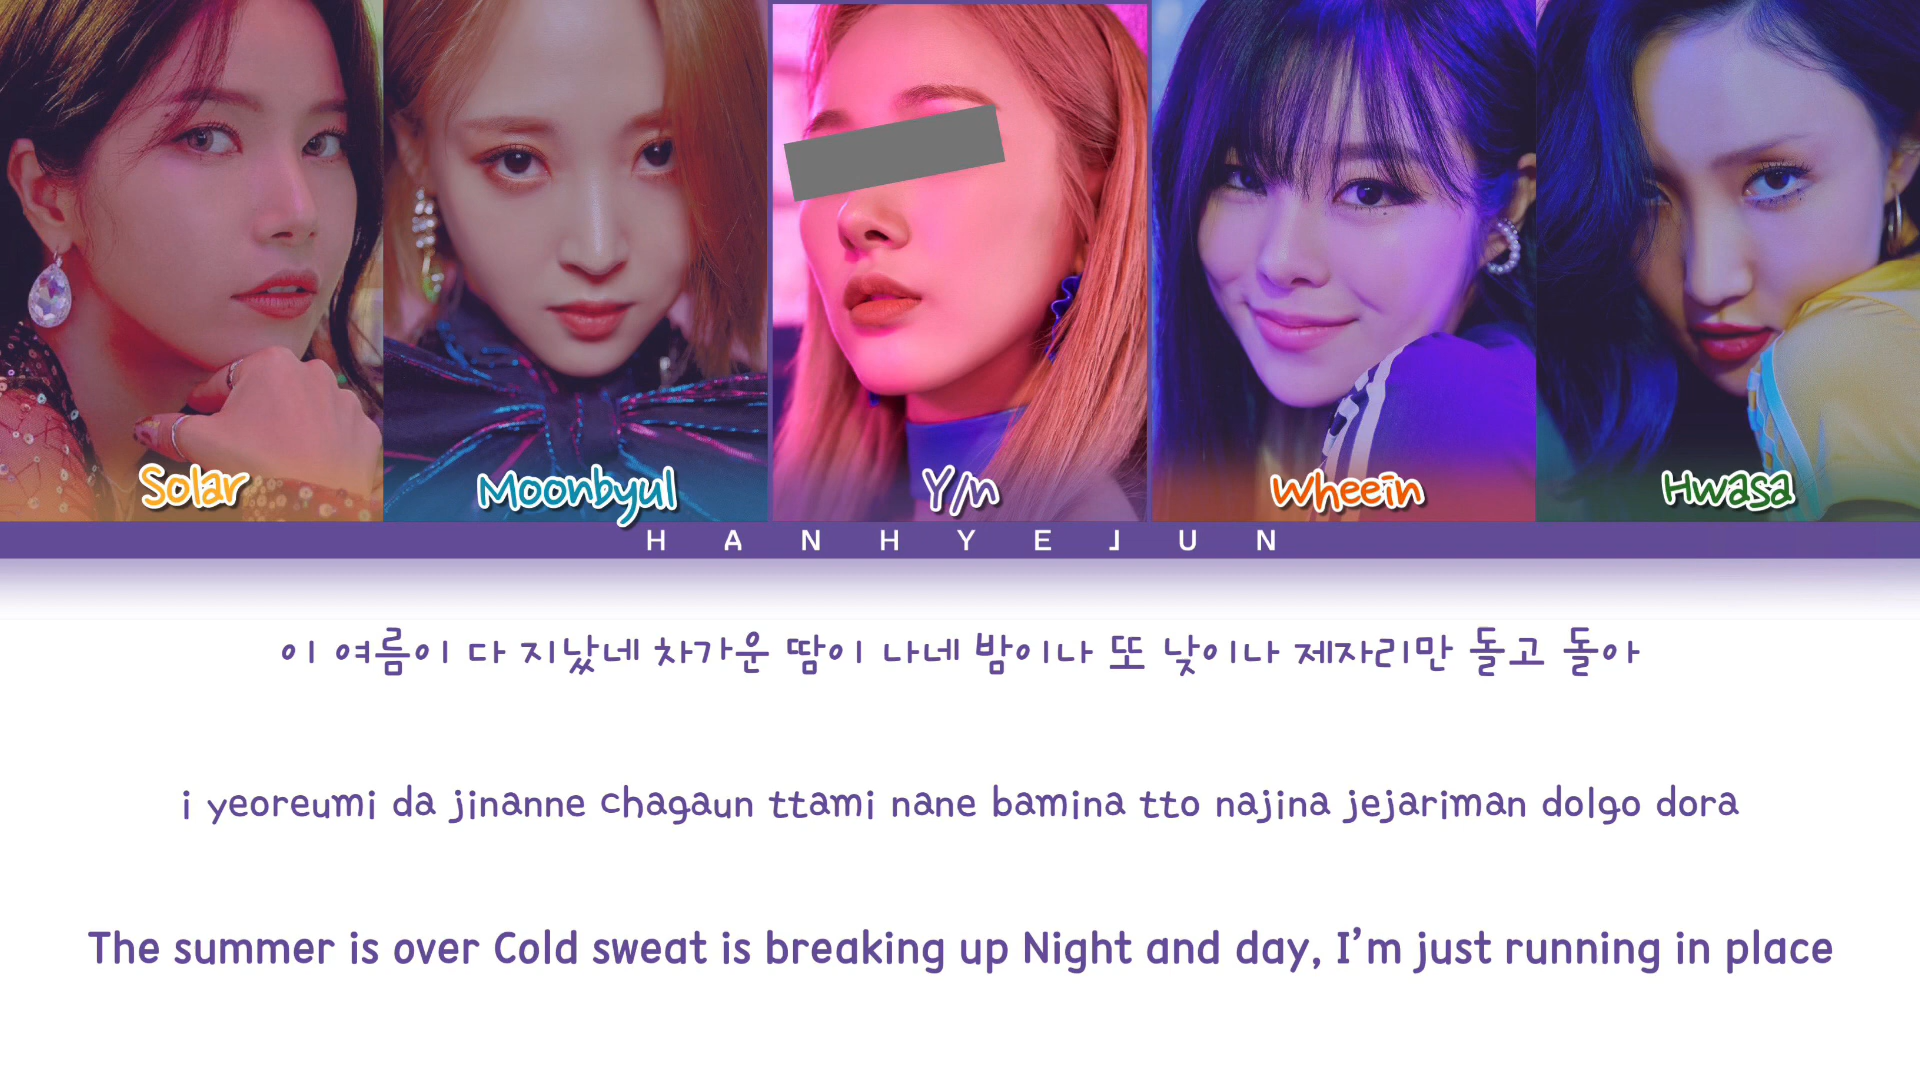 Solar
Moonbyul
Y/n
Wheein
Hwasa
HANHYEJUN
이 여름이 다 지났네 차가운 땀이 나네 밤이나 또 낮이나 제자리만 돌고 돌아
i yeoreumi da jinanne chagaun ttami nane bamina tto najina jejariman dolgo dora
The summer is over Cold sweat is breaking up Night and day, I’m just running in place